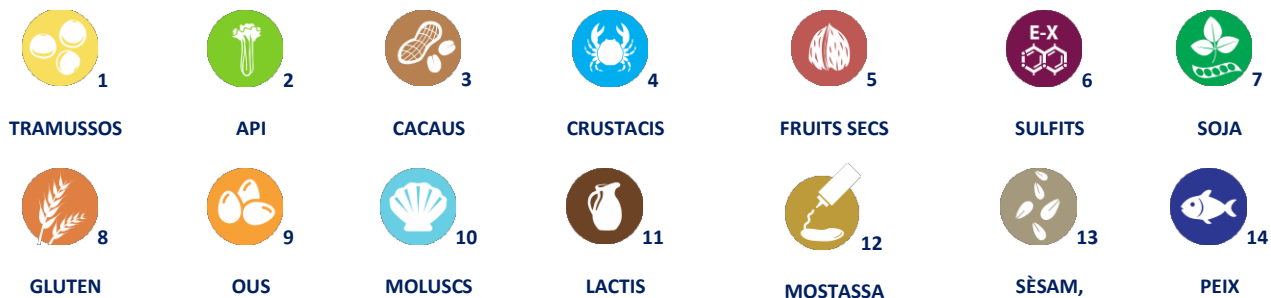 E-X
1 2 3 4 5 6 7
TRAMUSSOS API CACAUS CRUSTACIS FRUITS SECS SULFITS SOJA
8 9 10 11 12 13 14
GLUTEN OUS MOLUSCS LACTIS MOSTASSA SÈSAM, PEIX